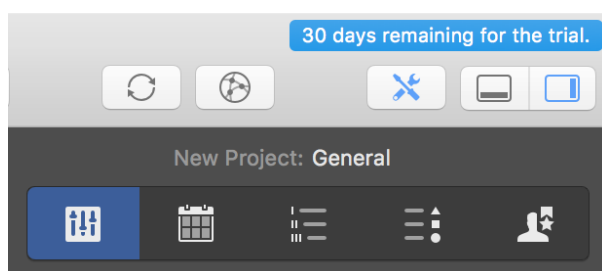 30 days remaining for the trial.
New Project: General